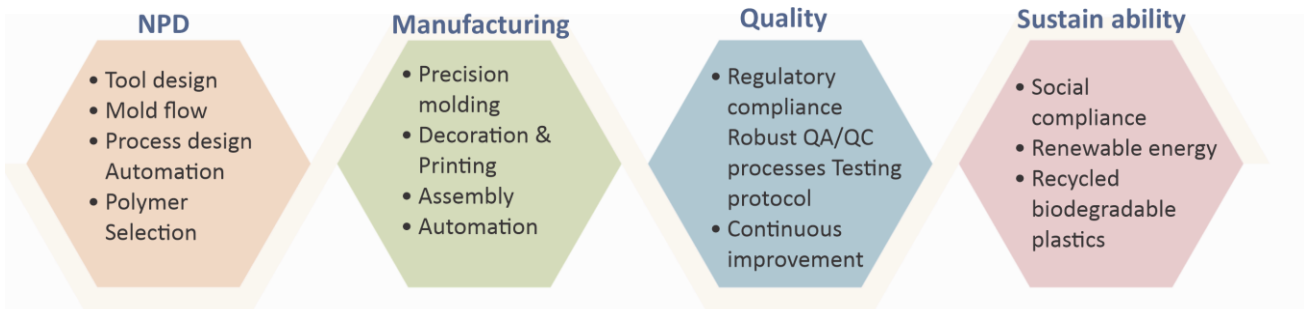 NPD
• Tool design
• Mold flow
• Process design
Automation
• Polymer
Selection
Manufacturing
• Precision
molding
• Decoration &
Printing
• Assembly
• Automation
Quality
• Regulatory
compliance
Robust QA/QC
processes Testing
protocol
• Continuous
improvement
Sustain ability
• Social
compliance
• Renewable energy
• Recycled
biodegradable
plastics